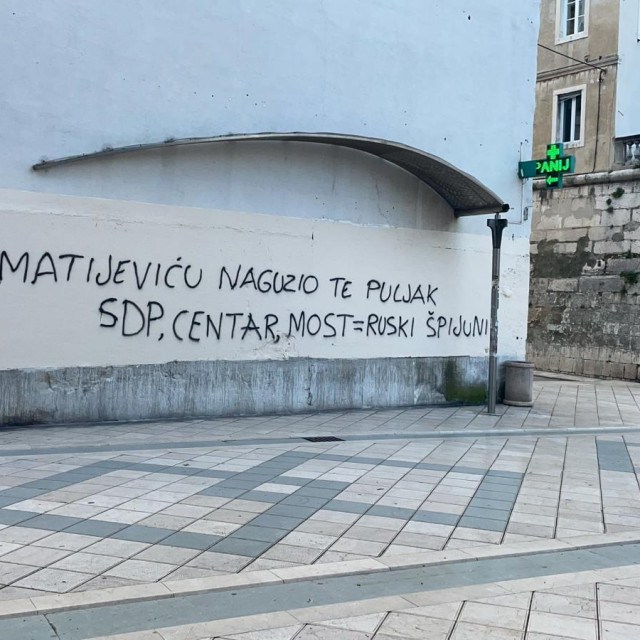 MATIJEVIĆU NAGUZIO TE PULJAK
SDP, CENTAR, MOST=RUSKI ŠPIJUNI